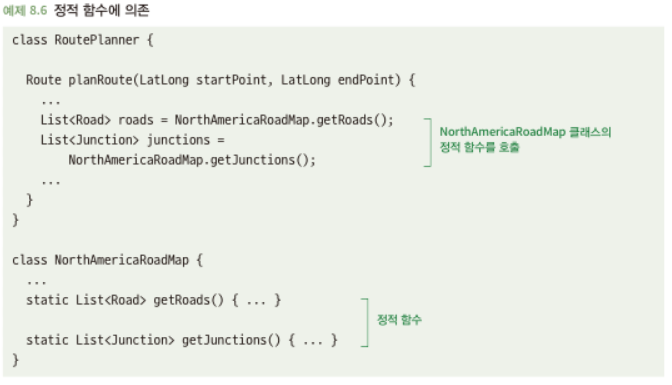 예제 8.6 정적 함수에 의존
class RoutePlanner {
Route planRoute(LatLong startPoint, LatLong endPoint) {
...
List<Road> roads = NorthAmericaRoadMap.getRoads();
List<Junction> junctions =
NorthAmericaRoadMap.getJunctions();
NorthAmericaRoadMap 클래스의
정적 함수를 호출
...
}
}
class NorthAmericaRoadMap {
...
static List<Road> getRoads() { ... }
static List<Junction> getJunctions() { ... }
정적 함수
}